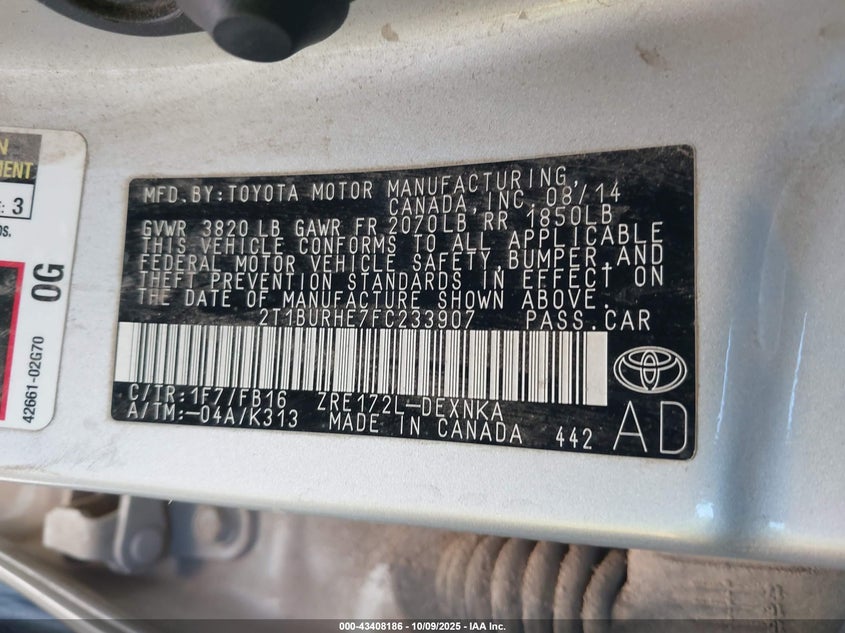 N
MENT
E: 3
OS.
0G
42661-02G70
MFD. BY: TOYOTA MOTOR MANUFACTURING,
CANADA, INC. 08/14
GVWR 3820 LB GAWR FR 2070LB RR 1850LB
THIS VEHICLE CONFORMS TO ALL APPLICABLE
FEDERAL MOTOR VEHICLE SAFETY, BUMPER, AND
THEFT PREVENTION STANDARDS IN EFFECT ON
THE DATE OF MANUFACTURE SHOWN ABOVE.
2T1BURHE7FC233907 PASS. CAR
C/TR: 1F7/FB16 ZRE172L-DEXNKA
A/TM:-04A/K313 MADE IN CANADA 442 AD
000-43408186 - 10/09/2025 - IAA Inc.